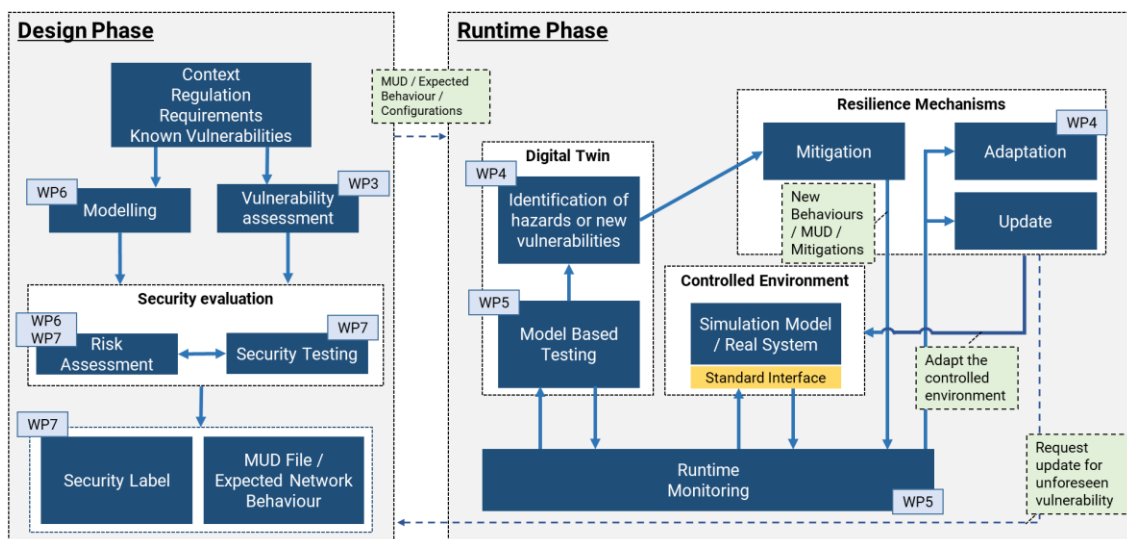 Design Phase
Context
Regulation
Requirements
Known Vulnerabilities
WP6
Modelling
WP3
Vulnerability
assessment
Security evaluation
WP6
WP7
Risk
Assessment
WP7
Security Testing
WP7
Security Label
MUD File /
Expected Network
Behaviour
MUD / Expected
Behaviour /
Configurations
Runtime Phase
Digital Twin
WP4
Identification of
hazards or new
vulnerabilities
WP5
Model Based
Testing
Resilience Mechanisms
Mitigation
WP4
Adaptation
Update
New
Behaviours
/ MUD /
Mitigations
Controlled Environment
Simulation Model
/ Real System
Standard Interface
Adapt the
controlled
environment
Runtime
Monitoring
WP5
Request
update for
unforeseen
vulnerability